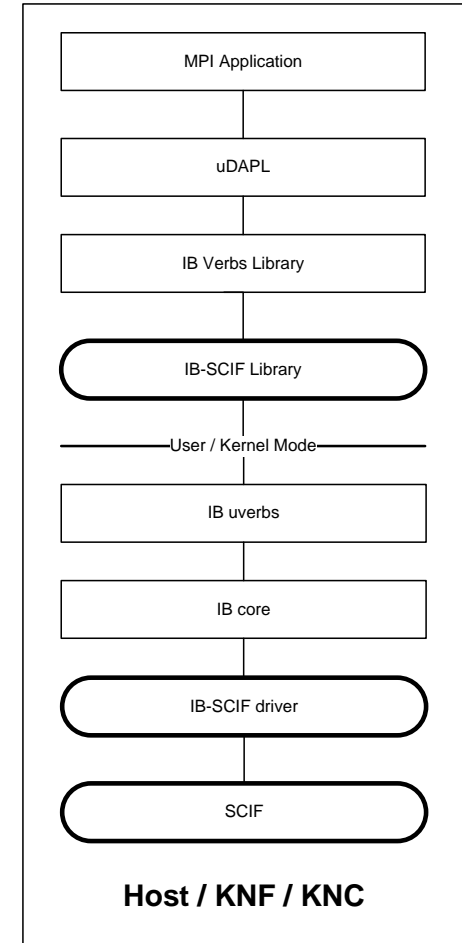 MPI Application
uDAPL
IB Verbs Library
IB-SCIF Library
User / Kernel Mode
IB uverbs
IB core
IB-SCIF driver
SCIF
Host / KNF / KNC